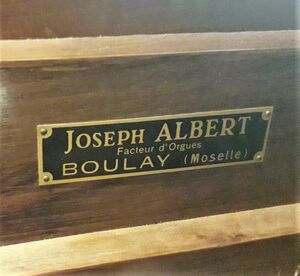 JOSEPH ALBERT
Facteur d'Orgues
BOULAY (Moselle)